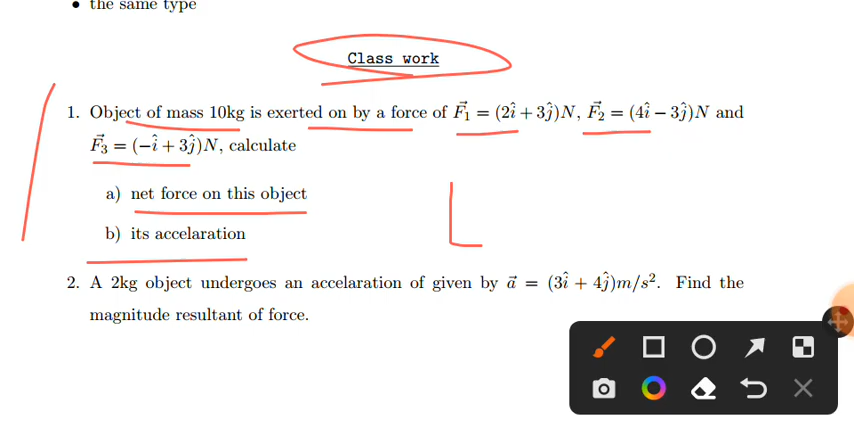 • the same type
Class work
1. Object of mass 10kg is exerted on by a force of F⃗₁ = (2î + 3ĵ)N, F⃗₂ = (4î − 3ĵ)N and
F⃗₃ = (−î + 3ĵ)N, calculate
a) net force on this object
b) its accelaration
2. A 2kg object undergoes an accelaration of given by a⃗ = (3î + 4ĵ)m/s². Find the
magnitude resultant of force.